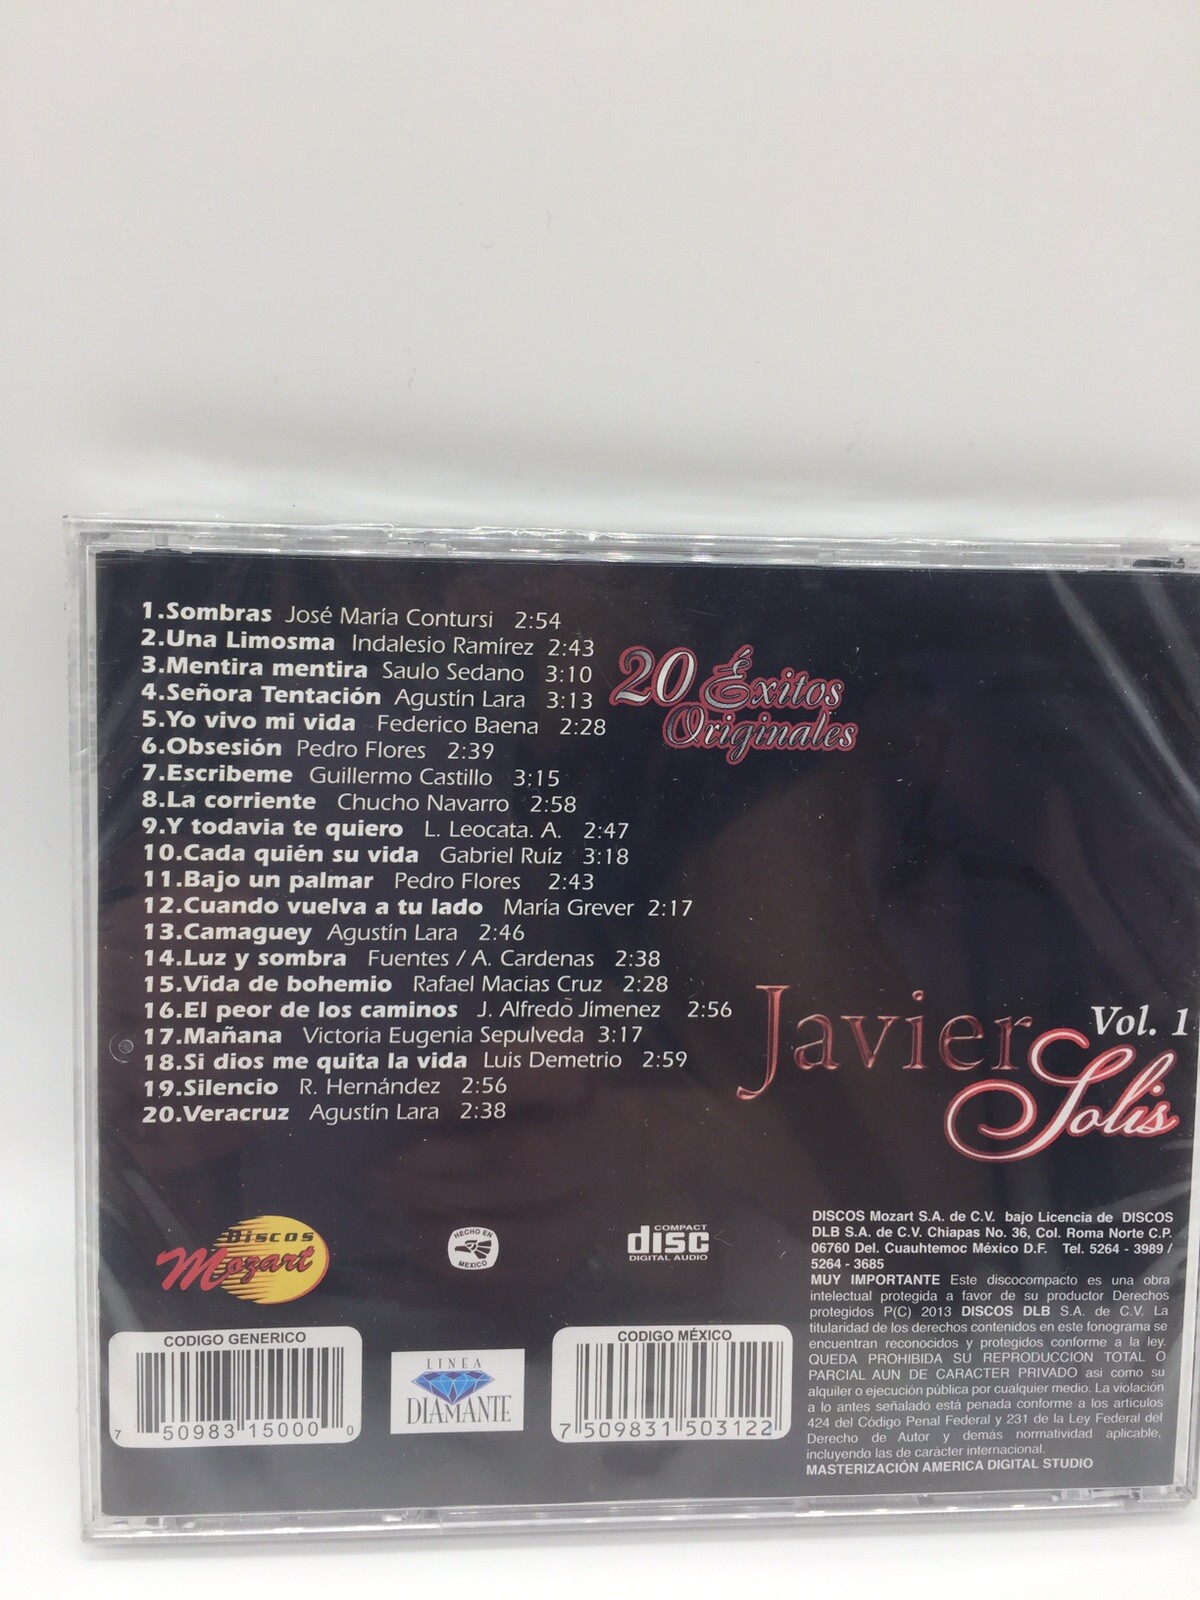 1.Sombras José María Contursi 2:54
2.Una Limosma Indalesio Ramírez 2:43
3.Mentira mentira Saulo Sedano 3:10
4.Señora Tentación Agustín Lara 3:13
5.Yo vivo mi vida Federico Baena 2:28
6.Obsesión Pedro Flores 2:39
7.Escribeme Guillermo Castillo 3:15
8.La corriente Chucho Navarro 2:58
9.Y todavia te quiero L. Leocata. A. 2:47
10.Cada quién su vida Gabriel Ruíz 3:18
11.Bajo un palmar Pedro Flores 2:43
12.Cuando vuelva a tu lado María Grever 2:17
13.Camaguey Agustín Lara 2:46
14.Luz y sombra Fuentes / A. Cardenas 2:38
15.Vida de bohemio Rafael Macias Cruz 2:28
16.El peor de los caminos J. Alfredo Jímenez 2:56
17.Mañana Victoria Eugenia Sepulveda 3:17
18.Si dios me quita la vida Luis Demetrio 2:59
19.Silencio R. Hernández 2:56
20.Veracruz Agustín Lara 2:38
20 Éxitos
Originales
Javier
Vol. 1
Solis
Discos
Mozart
HECHO EN
MEXICO
COMPACT
disc
DIGITAL AUDIO
CODIGO GENERICO
7 50983 15000 0
LINEA
DIAMANTE
CODIGO MÉXICO
7 509831 503122
DISCOS Mozart S.A. de C.V. bajo Licencia de DISCOS
DLB S.A. de C.V. Chiapas No. 36, Col. Roma Norte C.P.
06760 Del. Cuauhtemoc México D.F. Tel. 5264 - 3989 /
5264 - 3685
MUY IMPORTANTE Este discocompacto es una obra
intelectual protegida a favor de su productor Derechos
protegidos P(C) 2013 DISCOS DLB S.A. de C.V. La
titularidad de los derechos contenidos en este fonograma se
encuentran reconocidos y protegidos conforme a la ley.
QUEDA PROHIBIDA SU REPRODUCCION TOTAL O
PARCIAL AUN DE CARACTER PRIVADO asi como su
alquiler o ejecución pública por cualquier medio. La violación
a lo antes señalado está penada conforme a los artículos
424 del Código Penal Federal y 231 de la Ley Federal del
Derecho de Autor y demás normatividad aplicable,
incluyendo las de carácter internacional.
MASTERIZACIÓN AMERICA DIGITAL STUDIO